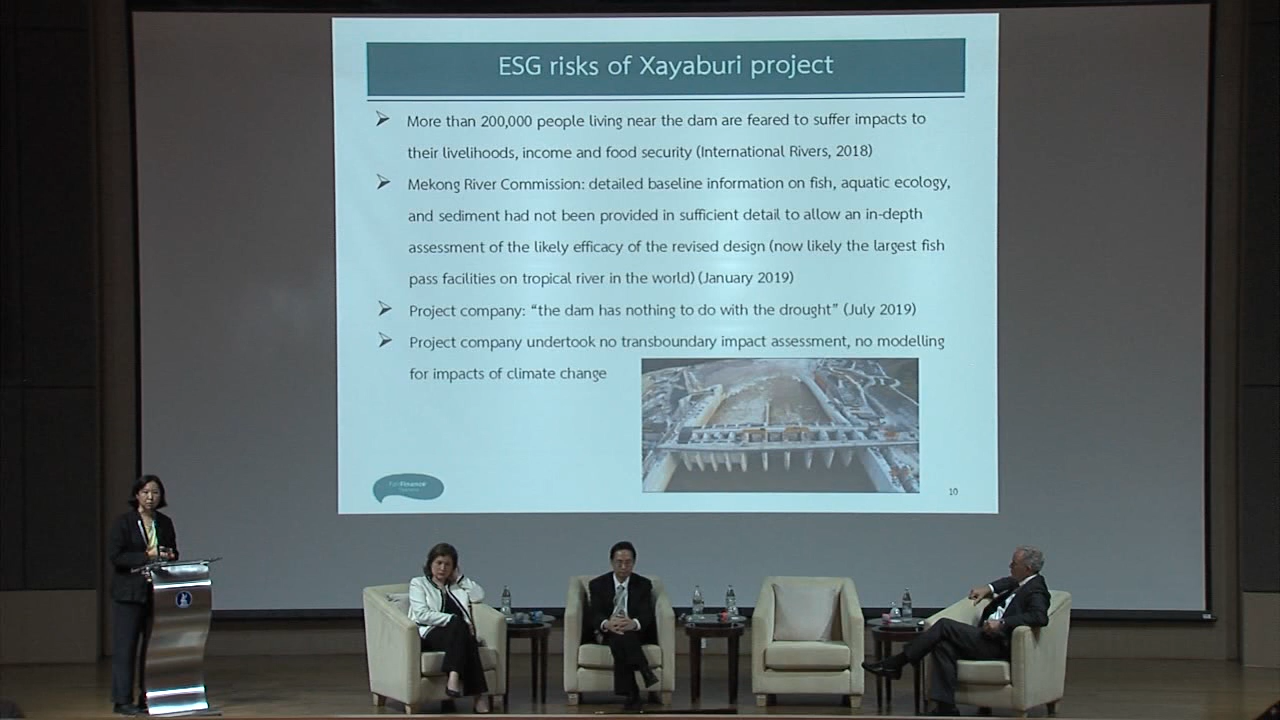 ESG risks of Xayaburi project
➢ More than 200,000 people living near the dam are feared to suffer impacts to
their livelihoods, income and food security (International Rivers, 2018)
➢ Mekong River Commission: detailed baseline information on fish, aquatic ecology,
and sediment had not been provided in sufficient detail to allow an in-depth
assessment of the likely efficacy of the revised design (now likely the largest fish
pass facilities on tropical river in the world) (January 2019)
➢ Project company: “the dam has nothing to do with the drought” (July 2019)
➢ Project company undertook no transboundary impact assessment, no modelling
for impacts of climate change
FairFinance
10